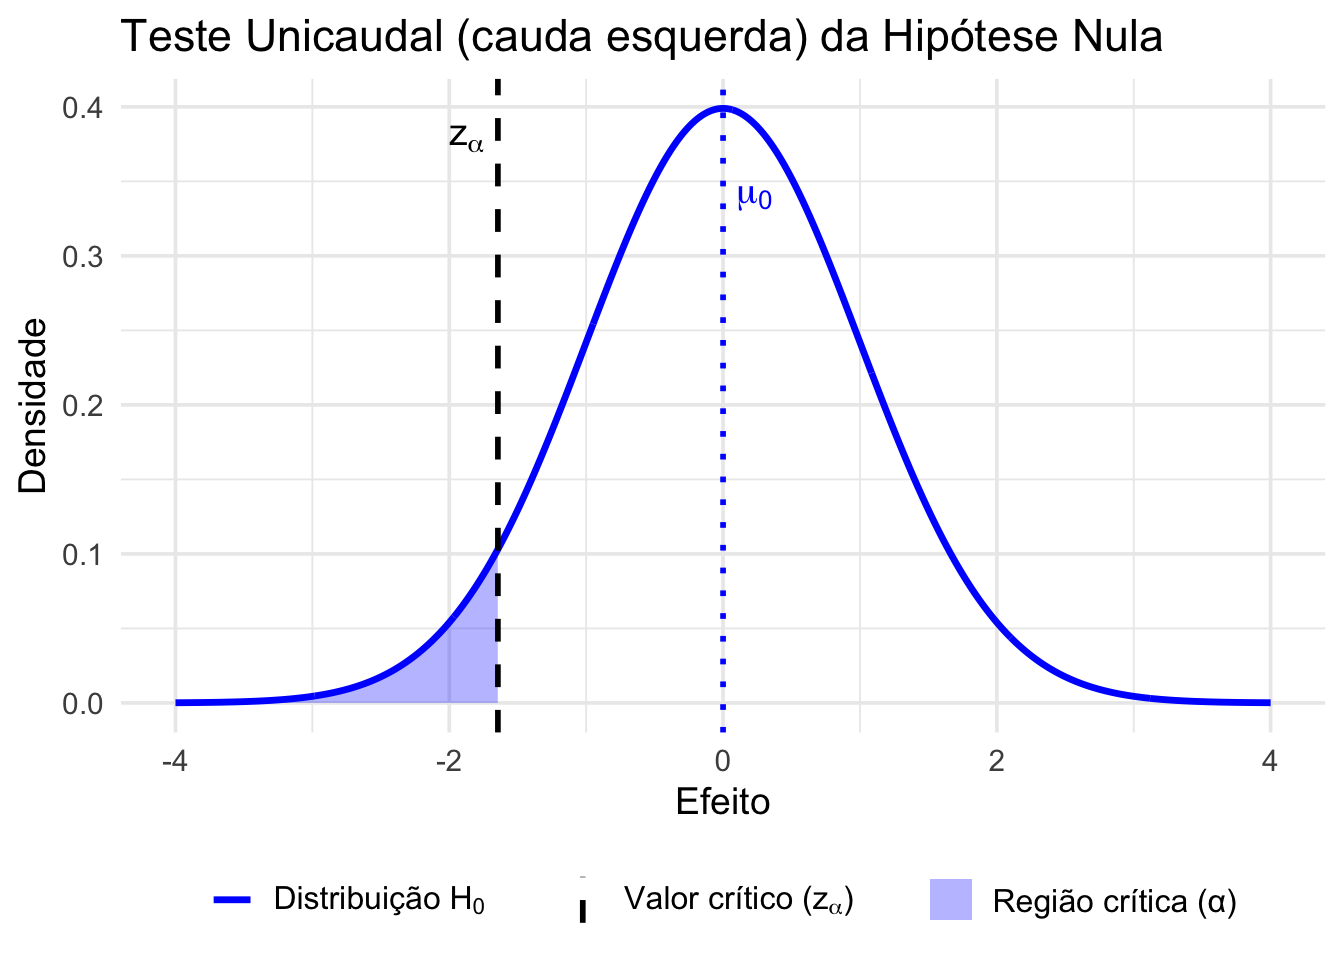 Teste Unicaudal (cauda esquerda) da Hipótese Nula
0.4
zα
μ0
0.3
Densidade
0.2
0.1
0.0
-4 -2 0 2 4
Efeito
Distribuição H0 Valor crítico (zα) Região crítica (α)